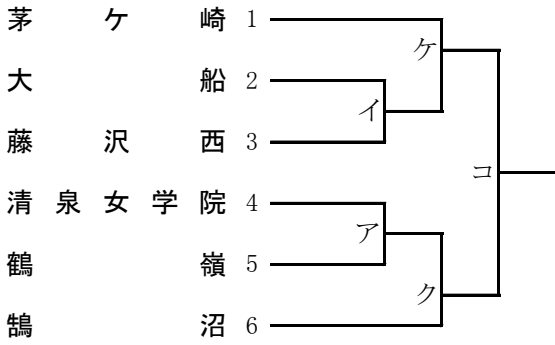 茅ケ崎 1
ケ
大船 2
イ
藤沢西 3
コ
清泉女学院 4
ア
鶴嶺 5
ク
鵠沼 6